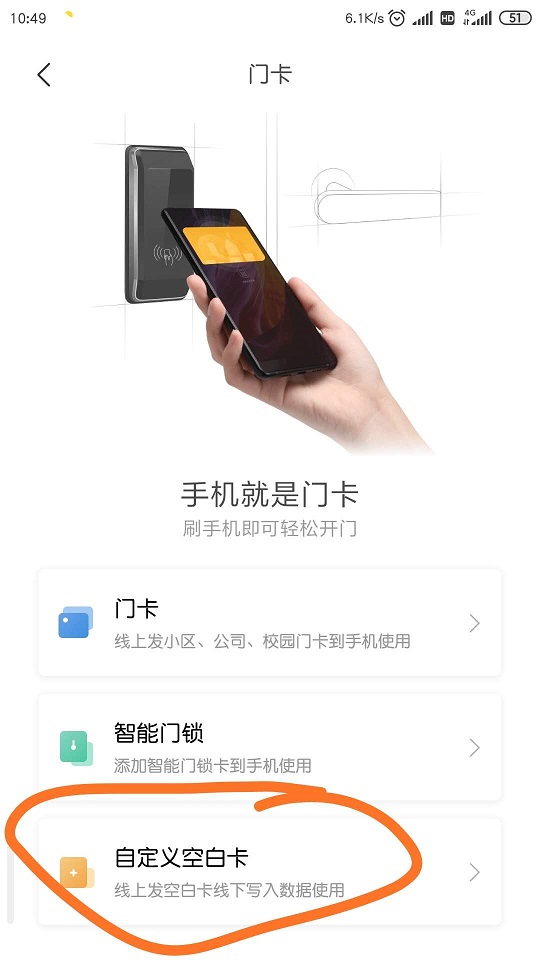 10:49
6.1K/s HD 4G 51
门卡
手机就是门卡
刷手机即可轻松开门
门卡
线上发小区、公司、校园门卡到手机使用
智能门锁
添加智能门锁卡到手机使用
自定义空白卡
线上发空白卡线下写入数据使用